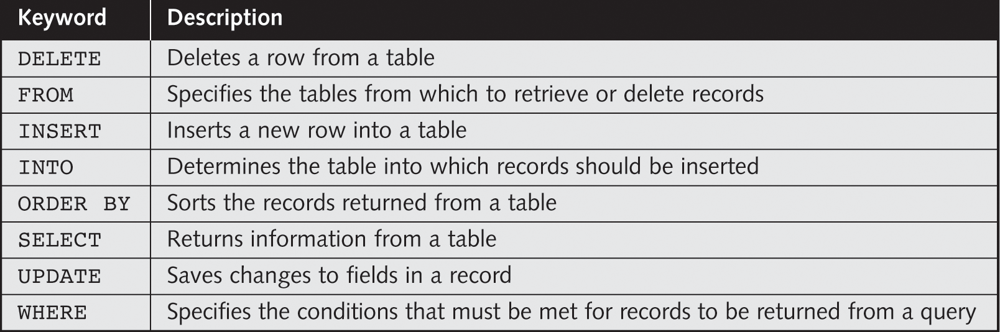 Keyword Description
DELETE Deletes a row from a table
FROM Specifies the tables from which to retrieve or delete records
INSERT Inserts a new row into a table
INTO Determines the table into which records should be inserted
ORDER BY Sorts the records returned from a table
SELECT Returns information from a table
UPDATE Saves changes to fields in a record
WHERE Specifies the conditions that must be met for records to be returned from a query